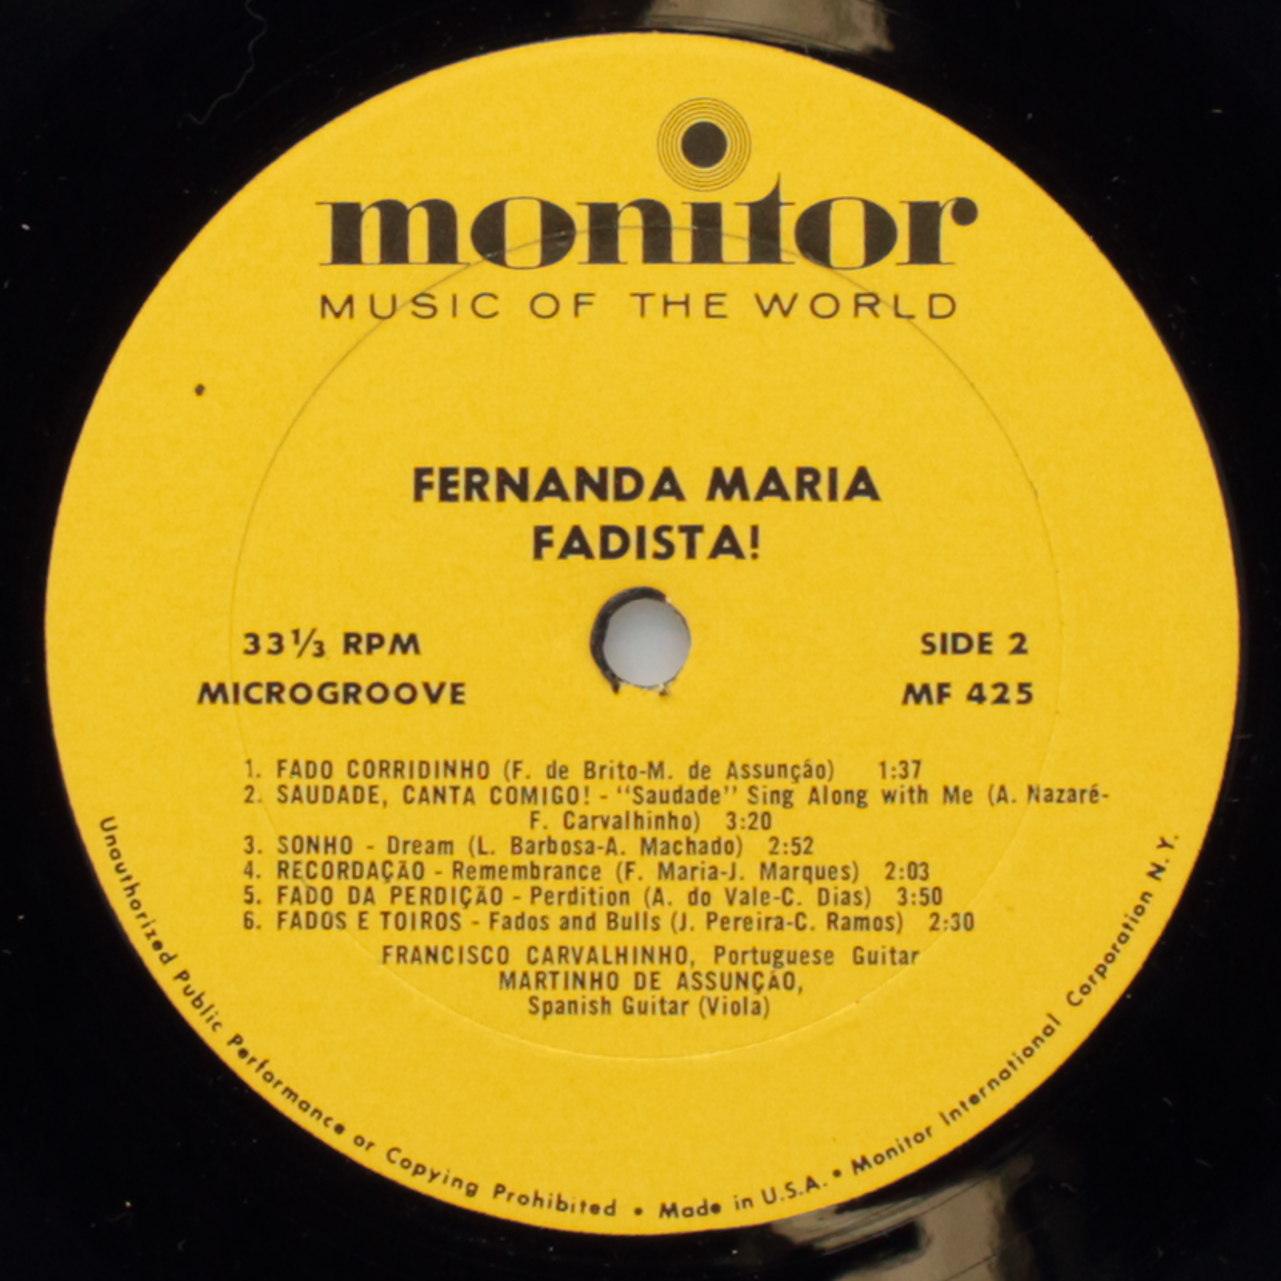 monitor
MUSIC OF THE WORLD
FERNANDA MARIA
FADISTA!
33 1/3 RPM
MICROGROOVE
SIDE 2
MF 425
1. FADO CORRIDINHO (F. de Brito-M. de Assunção) 1:37
2. SAUDADE, CANTA COMIGO! - "Saudade" Sing Along with Me (A. Nazaré-
F. Carvalhinho) 3:20
3. SONHO - Dream (L. Barbosa-A. Machado) 2:52
4. RECORDAÇÃO - Remembrance (F. Maria-J. Marques) 2:03
5. FADO DA PERDIÇÃO - Perdition (A. do Vale-C. Dias) 3:50
6. FADOS E TOIROS - Fados and Bulls (J. Pereira-C. Ramos) 2:30
FRANCISCO CARVALHINHO, Portuguese Guitar
MARTINHO DE ASSUNÇÃO,
Spanish Guitar (Viola)
Unauthorized Public Performance or Copying Prohibited • Made in U.S.A. • Monitor International Corporation N.Y.